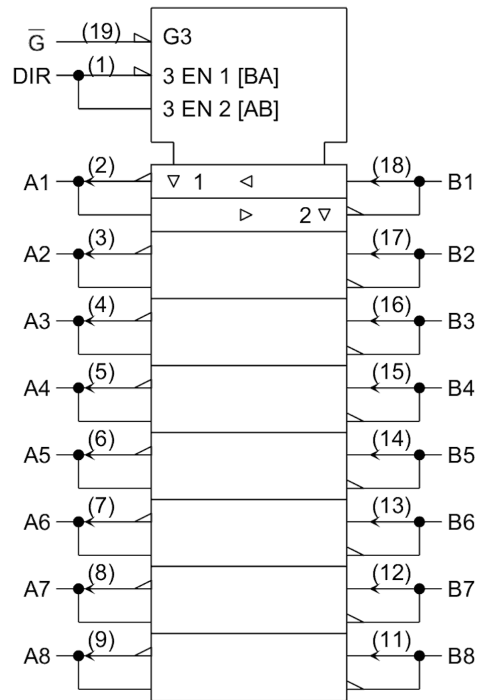 G̅ (19) G3
DIR (1) 3 EN 1 [BA]
3 EN 2 [AB]
A1 (2) ▽ 1 ◁ (18) B1
▷ 2 ▽
A2 (3) (17) B2
A3 (4) (16) B3
A4 (5) (15) B4
A5 (6) (14) B5
A6 (7) (13) B6
A7 (8) (12) B7
A8 (9) (11) B8